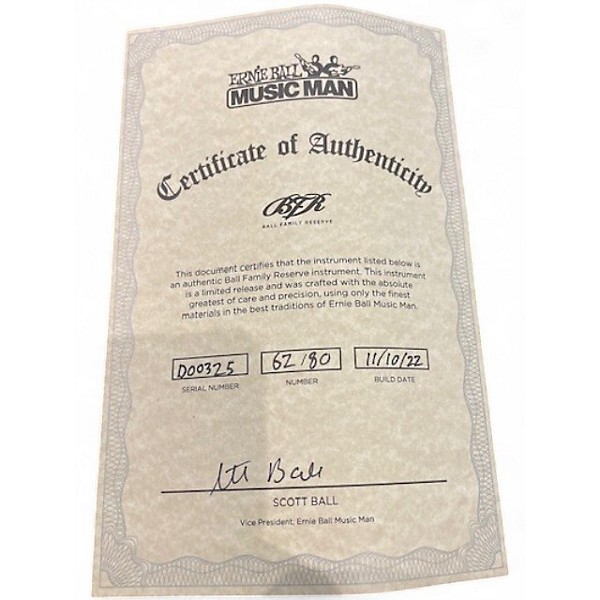 ERNIE BALL
MUSIC MAN
Certificate of Authenticity
BFR
BALL FAMILY RESERVE
This document certifies that the instrument listed below is
an authentic Ball Family Reserve instrument. This instrument
is a limited release and was crafted with the absolute
greatest of care and precision, using only the finest
materials in the best traditions of Ernie Ball Music Man.
D00325 62/80 11/10/22
SERIAL NUMBER NUMBER BUILD DATE
SCOTT BALL
Vice President, Ernie Ball Music Man